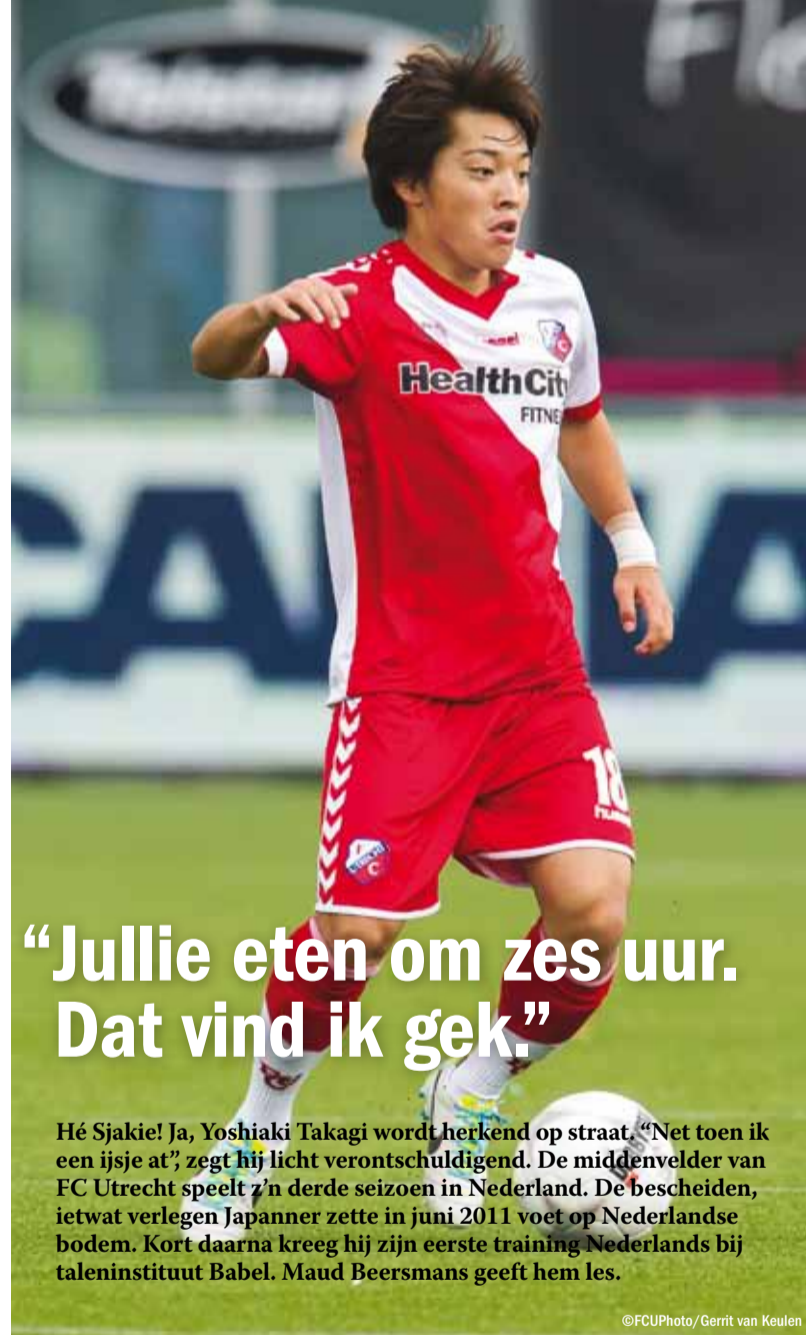 HealthCit
FITNE
18
UTRECHT
“Jullie eten om zes uur.
Dat vind ik gek.”
Hé Sjakie! Ja, Yoshiaki Takagi wordt herkend op straat. “Net toen ik
een ijsje at”, zegt hij licht verontschuldigend. De middenvelder van
FC Utrecht speelt z’n derde seizoen in Nederland. De bescheiden,
ietwat verlegen Japanner zette in juni 2011 voet op Nederlandse
bodem. Kort daarna kreeg hij zijn eerste training Nederlands bij
taleninstituut Babel. Maud Beersmans geeft hem les.
©FCUPhoto/Gerrit van Keulen